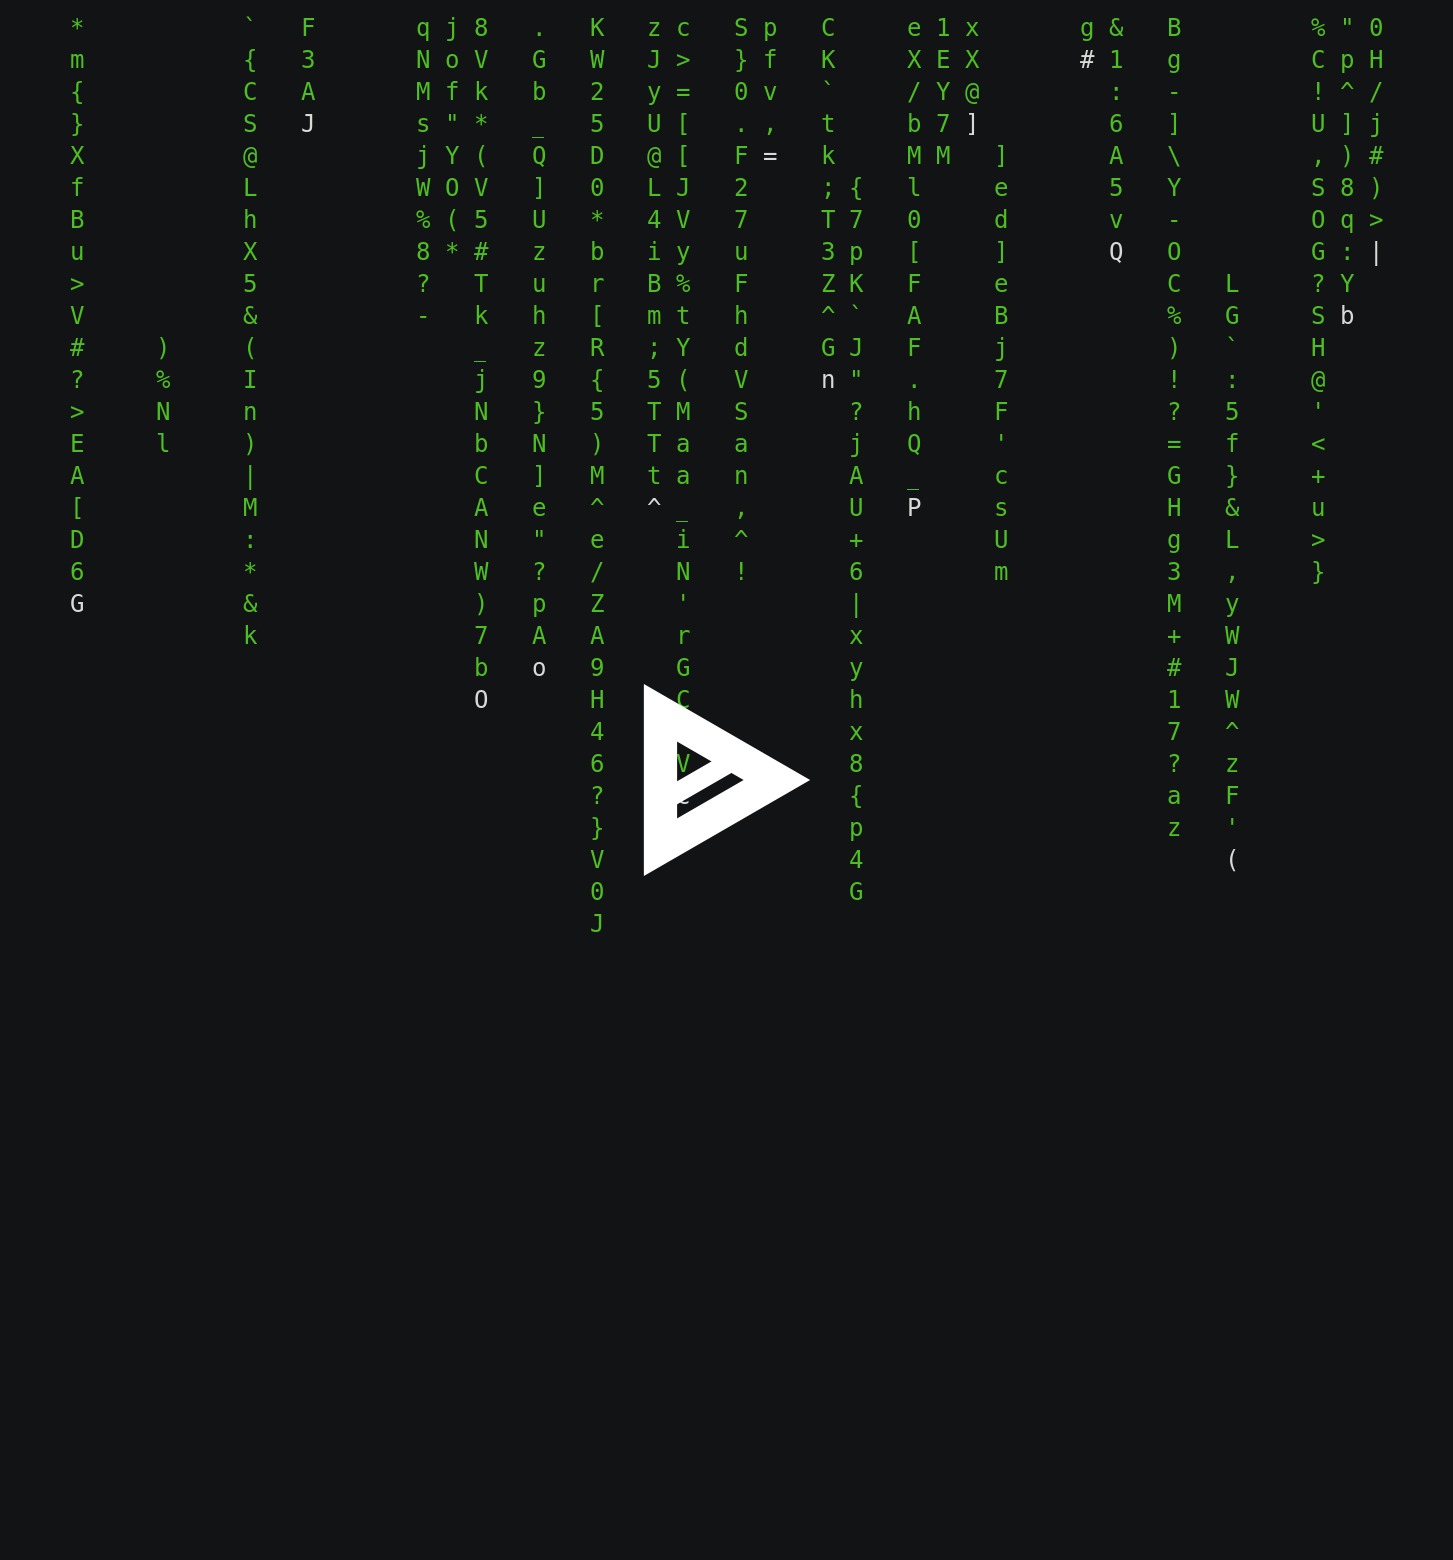 * ` F q j 8 . K z c S p C e 1 x g & B % " 0
m { 3 N o V G W J > } f K X E X # 1 g C p H
{ C A M f k b 2 y = 0 v ` / Y @ : - ! ^ /
} S J s " * _ 5 U [ . , t b 7 ] 6 ] U ] j
X @ j Y ( Q D @ [ F = k M M ] A \ , ) #
f L W O V ] 0 L J 2 ; { l e 5 Y S 8 )
B h % ( 5 U * 4 V 7 T 7 0 d v - O q >
u X 8 * # z b i y u 3 p [ ] Q O G : |
> 5 ? T u r B % F Z K F e C L ? Y
V & - k h [ m t h ^ ` A B % G S b
# ) ( _ z R ; Y d G J F j ) ` H
? % I j 9 { 5 ( V n " . 7 ! : @
> N n N } 5 T M S ? h F ? 5 '
E l ) b N ) T a a j Q ' = f <
A | C ] M t a n A _ c G } +
[ M A e ^ ^ _ , U P s H & u
D : N " e i ^ + U g L >
6 * W ? / N ! 6 m 3 , }
G & ) p Z ' | M y
k 7 A A r x + W
b o 9 G y # J
O H C h 1 W
4 x 7 ^
6 V 8 ? z
? { a F
} p z '
V 4 (
0 G
J